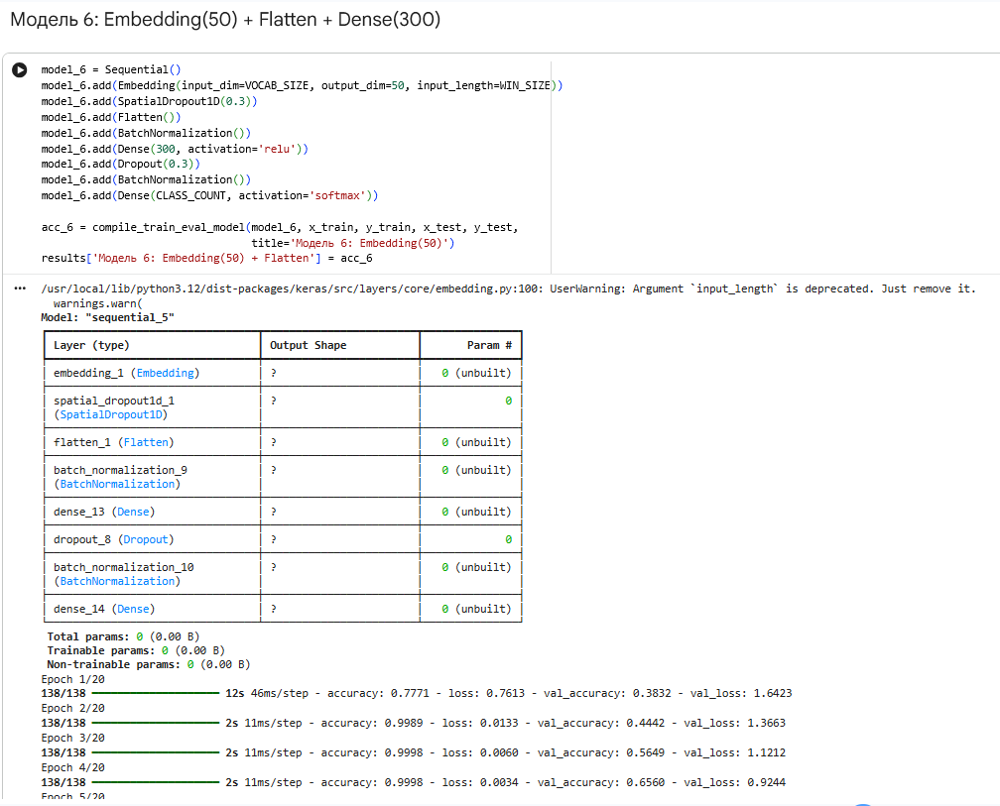 Модель 6: Embedding(50) + Flatten + Dense(300)
model_6 = Sequential()
model_6.add(Embedding(input_dim=VOCAB_SIZE, output_dim=50, input_length=WIN_SIZE))
model_6.add(SpatialDropout1D(0.3))
model_6.add(Flatten())
model_6.add(BatchNormalization())
model_6.add(Dense(300, activation='relu'))
model_6.add(Dropout(0.3))
model_6.add(BatchNormalization())
model_6.add(Dense(CLASS_COUNT, activation='softmax'))
acc_6 = compile_train_eval_model(model_6, x_train, y_train, x_test, y_test,
title='Модель 6: Embedding(50)')
results['Модель 6: Embedding(50) + Flatten'] = acc_6
/usr/local/lib/python3.12/dist-packages/keras/src/layers/core/embedding.py:100: UserWarning: Argument `input_length` is deprecated. Just remove it.
warnings.warn(
Model: "sequential_5"
Layer (type) Output Shape Param #
embedding_1 (Embedding) ? 0 (unbuilt)
spatial_dropout1d_1 ? 0
(SpatialDropout1D)
flatten_1 (Flatten) ? 0 (unbuilt)
batch_normalization_9 ? 0 (unbuilt)
(BatchNormalization)
dense_13 (Dense) ? 0 (unbuilt)
dropout_8 (Dropout) ? 0
batch_normalization_10 ? 0 (unbuilt)
(BatchNormalization)
dense_14 (Dense) ? 0 (unbuilt)
Total params: 0 (0.00 B)
Trainable params: 0 (0.00 B)
Non-trainable params: 0 (0.00 B)
Epoch 1/20
138/138 12s 46ms/step - accuracy: 0.7771 - loss: 0.7613 - val_accuracy: 0.3832 - val_loss: 1.6423
Epoch 2/20
138/138 2s 11ms/step - accuracy: 0.9989 - loss: 0.0133 - val_accuracy: 0.4442 - val_loss: 1.3663
Epoch 3/20
138/138 2s 11ms/step - accuracy: 0.9998 - loss: 0.0060 - val_accuracy: 0.5649 - val_loss: 1.1212
Epoch 4/20
138/138 2s 11ms/step - accuracy: 0.9998 - loss: 0.0034 - val_accuracy: 0.6560 - val_loss: 0.9244
Epoch 5/20